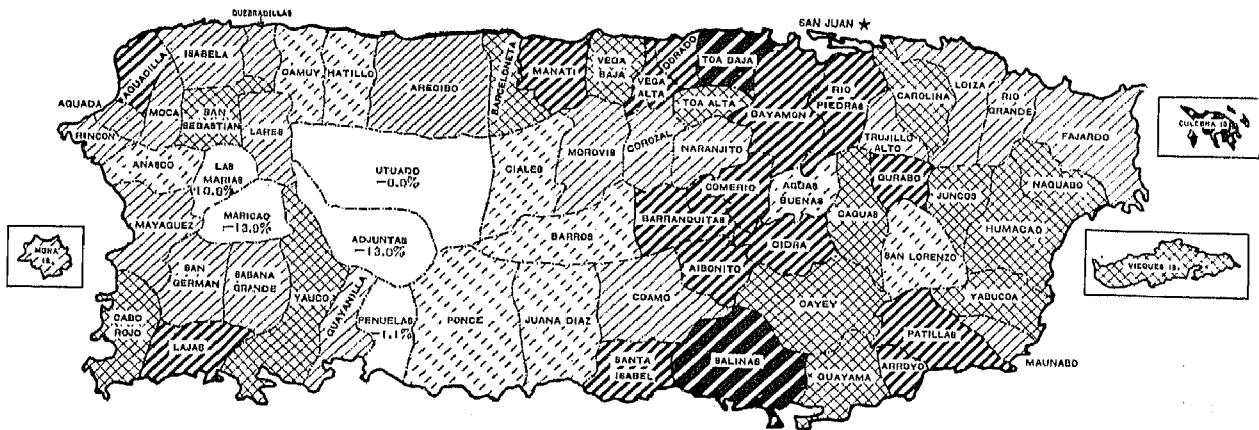 QUEBRADILLAS
SAN JUAN
ISABELA
AGUADILLA
CAMUY
HATILLO
ARECIBO
BARCELONETA
MANATI
VEGA
BAJA
VEGA
ALTA
DORADO
TOA BAJA
TOA ALTA
BAYAMON
RIO
PIEDRAS
CAROLINA
LOIZA
RIO
GRANDE
FAJARDO
CULEBRA IS.
AGUADA
MOCA
SAN
SEBASTIAN
LARES
RINCON
ANASCO
LAS
MARIAS
UTUADO
CIALES
MOROVIS
COROZAL
NARANJITO
TRUJILLO
ALTO
GURABO
JUNCOS
NAGUABO
MAYAGUEZ
MARICAO
-13.0%
ADJUNTAS
-13.0%
BARROS
BARRANQUITAS
COMERIO
AGUAS
BUENAS
CAGUAS
CIDRA
HUMACAO
MONA
IS.
SAN
GERMAN
SABANA
GRANDE
YAUCO
GUAYANILLA
PENUELAS
-1.1%
PONCE
JUANA DIAZ
COAMO
AIBONITO
CAYEY
SAN LORENZO
YABUCOA
VIEQUES IS.
CABO
ROJO
LAJAS
SANTA
ISABEL
SALINAS
GUAYAMA
ARROYO
PATILLAS
MAUNABO